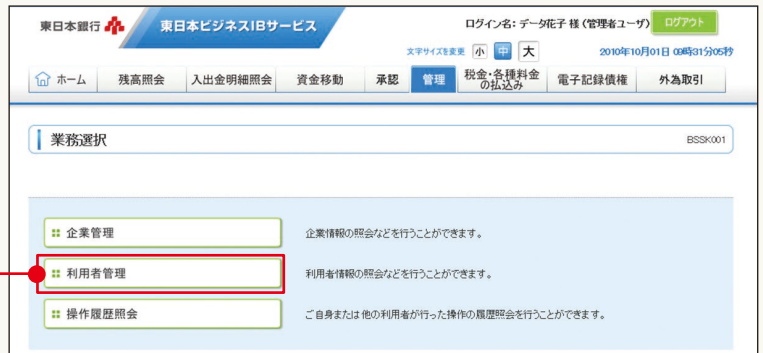 東日本銀行 東日本ビジネスIBサービス ログイン名：データ花子 様（管理者ユーザ） ログアウト
文字サイズを変更 小 中 大 2010年10月01日 00時31分05秒
ホーム 残高照会 入出金明細照会 資金移動 承認 管理 税金・各種料金の払込み 電子記録債権 外為取引
業務選択 BSSK001
企業管理 企業情報の照会などを行うことができます。
利用者管理 利用者情報の照会などを行うことができます。
操作履歴照会 ご自身または他の利用者が行った操作の履歴照会を行うことができます。